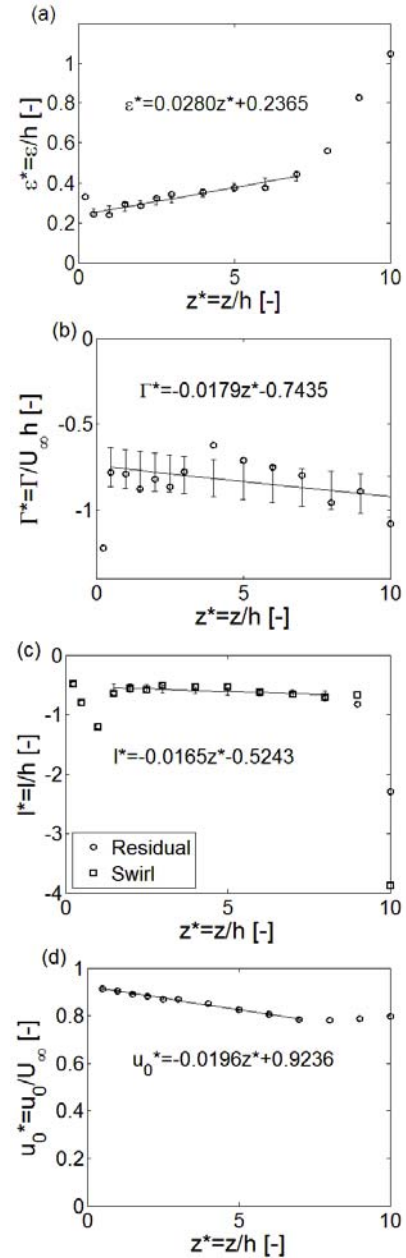 (a)
1
0.8
0.6
0.4
0.2
0
ε*=ε/h [-]
ε*=0.0280z*+0.2365
0 5 10
z*=z/h [-]
(b)
0
-0.5
-1
Γ*=Γ/U∞ h [-]
Γ*=-0.0179z*-0.7435
0 5 10
z*=z/h [-]
(c)
0
-1
-2
-3
-4
l*=l/h [-]
l*=-0.0165z*-0.5243
Residual
Swirl
0 5 10
z*=z/h [-]
(d)
1
0.8
0.6
0.4
0.2
0
u0*=u0/U∞ [-]
u0*=-0.0196z*+0.9236
0 5 10
z*=z/h [-]